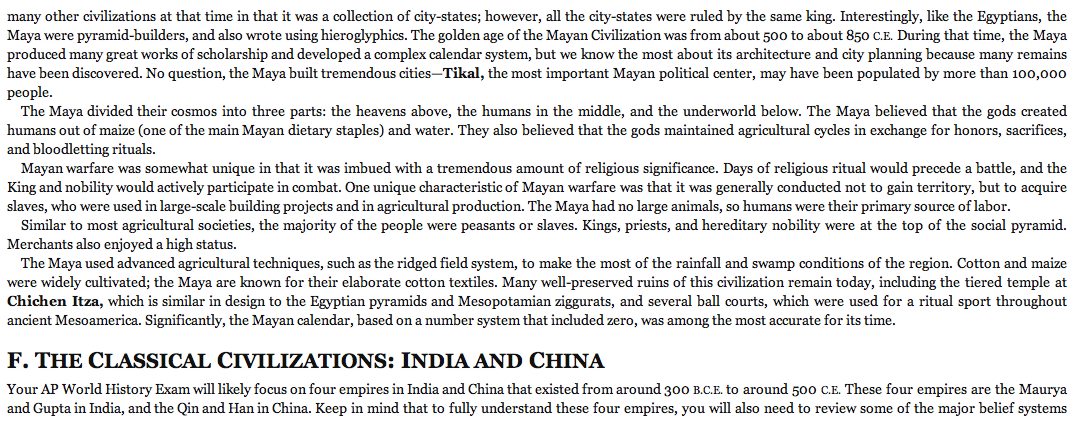 many other civilizations at that time in that it was a collection of city-states; however, all the city-states were ruled by the same king. Interestingly, like the Egyptians, the
Maya were pyramid-builders, and also wrote using hieroglyphics. The golden age of the Mayan Civilization was from about 500 to about 850 C.E. During that time, the Maya
produced many great works of scholarship and developed a complex calendar system, but we know the most about its architecture and city planning because many remains
have been discovered. No question, the Maya built tremendous cities—Tikal, the most important Mayan political center, may have been populated by more than 100,000
people.
The Maya divided their cosmos into three parts: the heavens above, the humans in the middle, and the underworld below. The Maya believed that the gods created
humans out of maize (one of the main Mayan dietary staples) and water. They also believed that the gods maintained agricultural cycles in exchange for honors, sacrifices,
and bloodletting rituals.
Mayan warfare was somewhat unique in that it was imbued with a tremendous amount of religious significance. Days of religious ritual would precede a battle, and the
King and nobility would actively participate in combat. One unique characteristic of Mayan warfare was that it was generally conducted not to gain territory, but to acquire
slaves, who were used in large-scale building projects and in agricultural production. The Maya had no large animals, so humans were their primary source of labor.
Similar to most agricultural societies, the majority of the people were peasants or slaves. Kings, priests, and hereditary nobility were at the top of the social pyramid.
Merchants also enjoyed a high status.
The Maya used advanced agricultural techniques, such as the ridged field system, to make the most of the rainfall and swamp conditions of the region. Cotton and maize
were widely cultivated; the Maya are known for their elaborate cotton textiles. Many well-preserved ruins of this civilization remain today, including the tiered temple at
Chichen Itza, which is similar in design to the Egyptian pyramids and Mesopotamian ziggurats, and several ball courts, which were used for a ritual sport throughout
ancient Mesoamerica. Significantly, the Mayan calendar, based on a number system that included zero, was among the most accurate for its time.
F. THE CLASSICAL CIVILIZATIONS: INDIA AND CHINA
Your AP World History Exam will likely focus on four empires in India and China that existed from around 300 B.C.E. to around 500 C.E. These four empires are the Maurya
and Gupta in India, and the Qin and Han in China. Keep in mind that to fully understand these four empires, you will also need to review some of the major belief systems